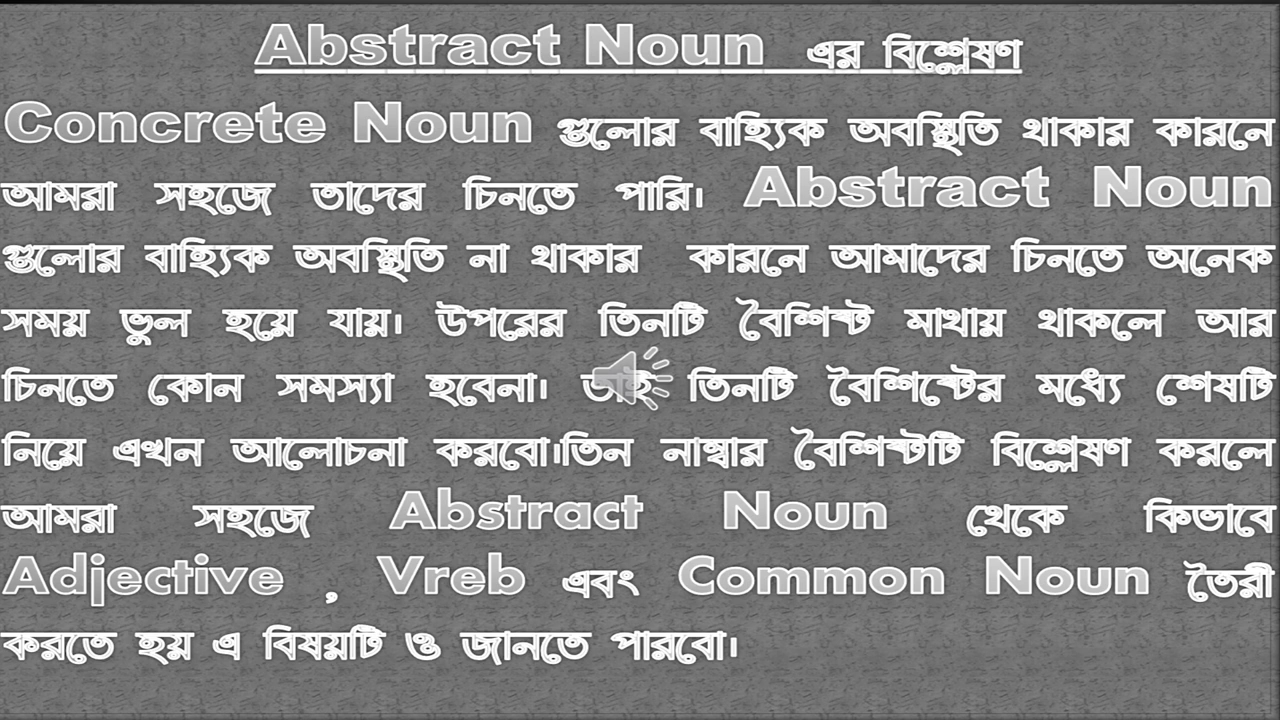 Abstract Noun এর বিশ্লেষণ
Concrete Noun গুলোর বাহ্যিক অবস্থিতি থাকার কারনে
আমরা সহজে তাদের চিনতে পারি। Abstract Noun
গুলোর বাহ্যিক অবস্থিতি না থাকার কারনে আমাদের চিনতে অনেক
সময় ভুল হয়ে যায়। উপরের তিনটি বৈশিষ্ট মাথায় থাকলে আর
চিনতে কোন সমস্যা হবেনা। তাই তিনটি বৈশিষ্টের মধ্যে শেষটি
নিয়ে এখন আলোচনা করবো।তিন নাম্বার বৈশিষ্টটি বিশ্লেষণ করলে
আমরা সহজে Abstract Noun থেকে কিভাবে
Adjective , Vreb এবং Common Noun তৈরী
করতে হয় এ বিষয়টি ও জানতে পারবো।